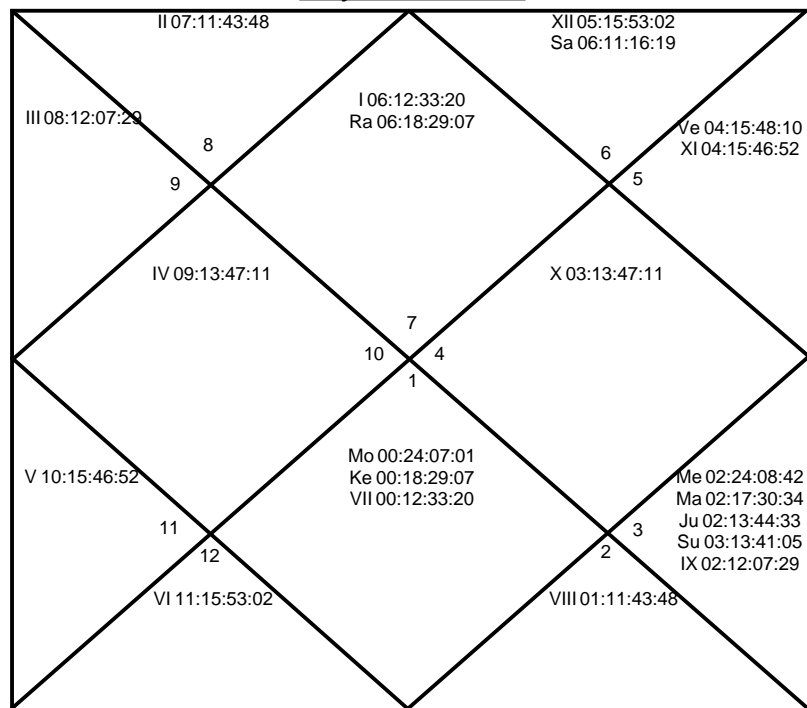 II 07:11:43:48
XII 05:15:53:02
Sa 06:11:16:19
I 06:12:33:20
Ra 06:18:29:07
III 08:12:07:29
Ve 04:15:48:10
XI 04:15:46:52
8
6
9
5
IV 09:13:47:11
X 03:13:47:11
7
10
4
1
V 10:15:46:52
Mo 00:24:07:01
Ke 00:18:29:07
VII 00:12:33:20
Me 02:24:08:42
Ma 02:17:30:34
Ju 02:13:44:33
Su 03:13:41:05
IX 02:12:07:29
11
3
12
2
VI 11:15:53:02
VIII 01:11:43:48